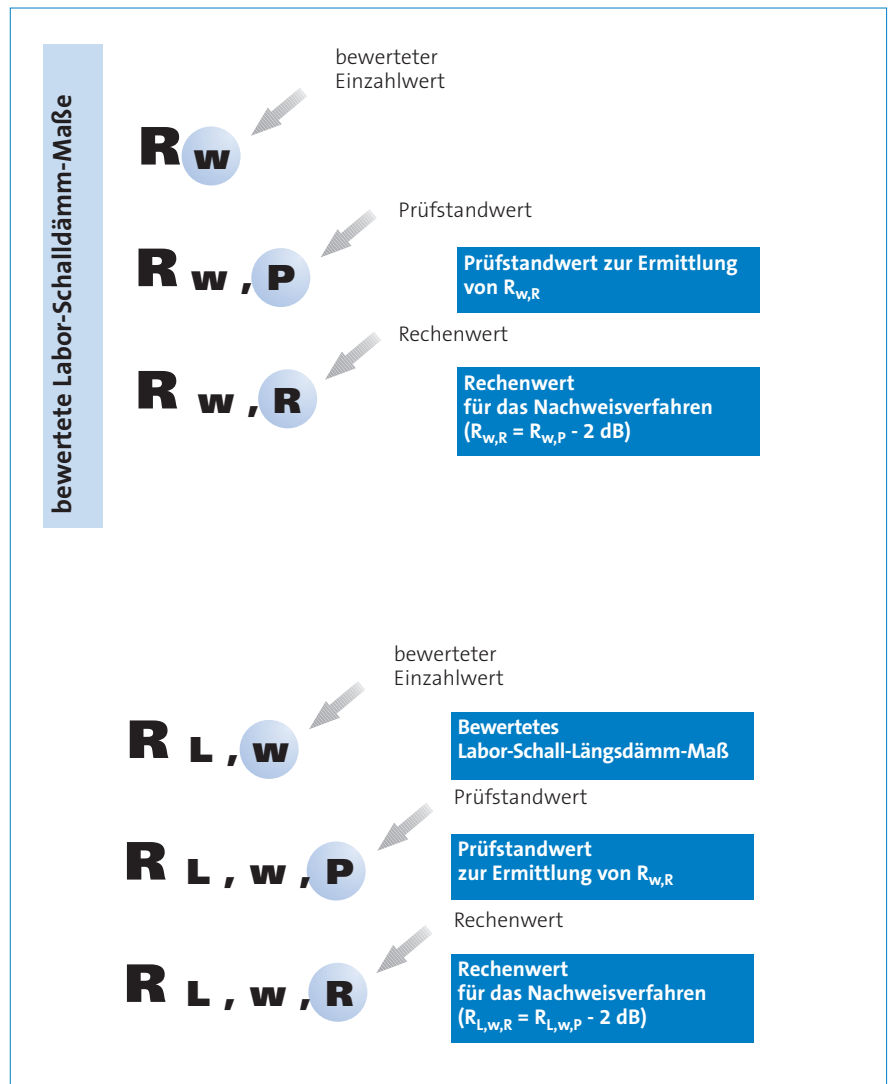 bewertete Labor-Schalldämm-Maße
bewerteter
Einzahlwert
Rw
Prüfstandwert
Rw,P
Prüfstandwert zur Ermittlung
von Rw,R
Rechenwert
Rw,R
Rechenwert
für das Nachweisverfahren
(Rw,R = Rw,P - 2 dB)
bewerteter
Einzahlwert
RL,w
Bewertetes
Labor-Schall-Längsdämm-Maß
Prüfstandwert
RL,w,P
Prüfstandwert
zur Ermittlung von Rw,R
Rechenwert
RL,w,R
Rechenwert
für das Nachweisverfahren
(RL,w,R = RL,w,P - 2 dB)